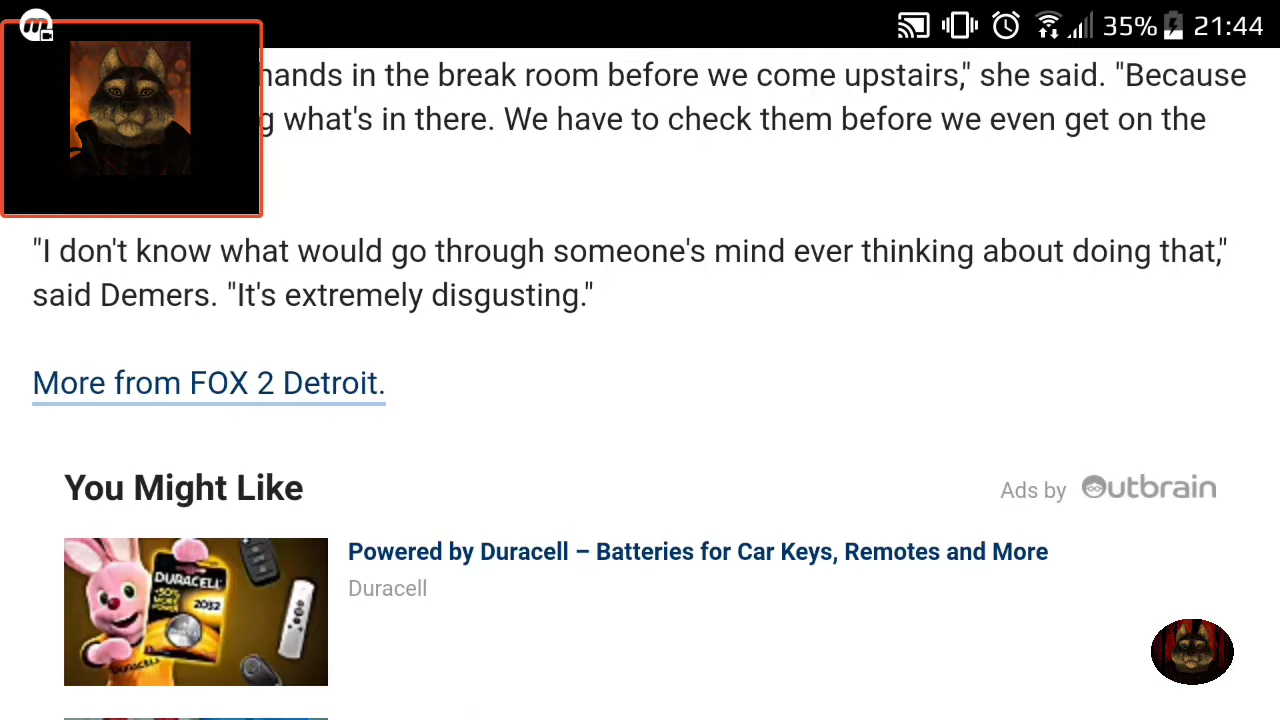 35% 21:44
hands in the break room before we come upstairs," she said. "Because
g what's in there. We have to check them before we even get on the
"I don't know what would go through someone's mind ever thinking about doing that,"
said Demers. "It's extremely disgusting."
More from FOX 2 Detroit.
You Might Like
Ads by Outbrain
Powered by Duracell – Batteries for Car Keys, Remotes and More
Duracell
DURACELL
2032